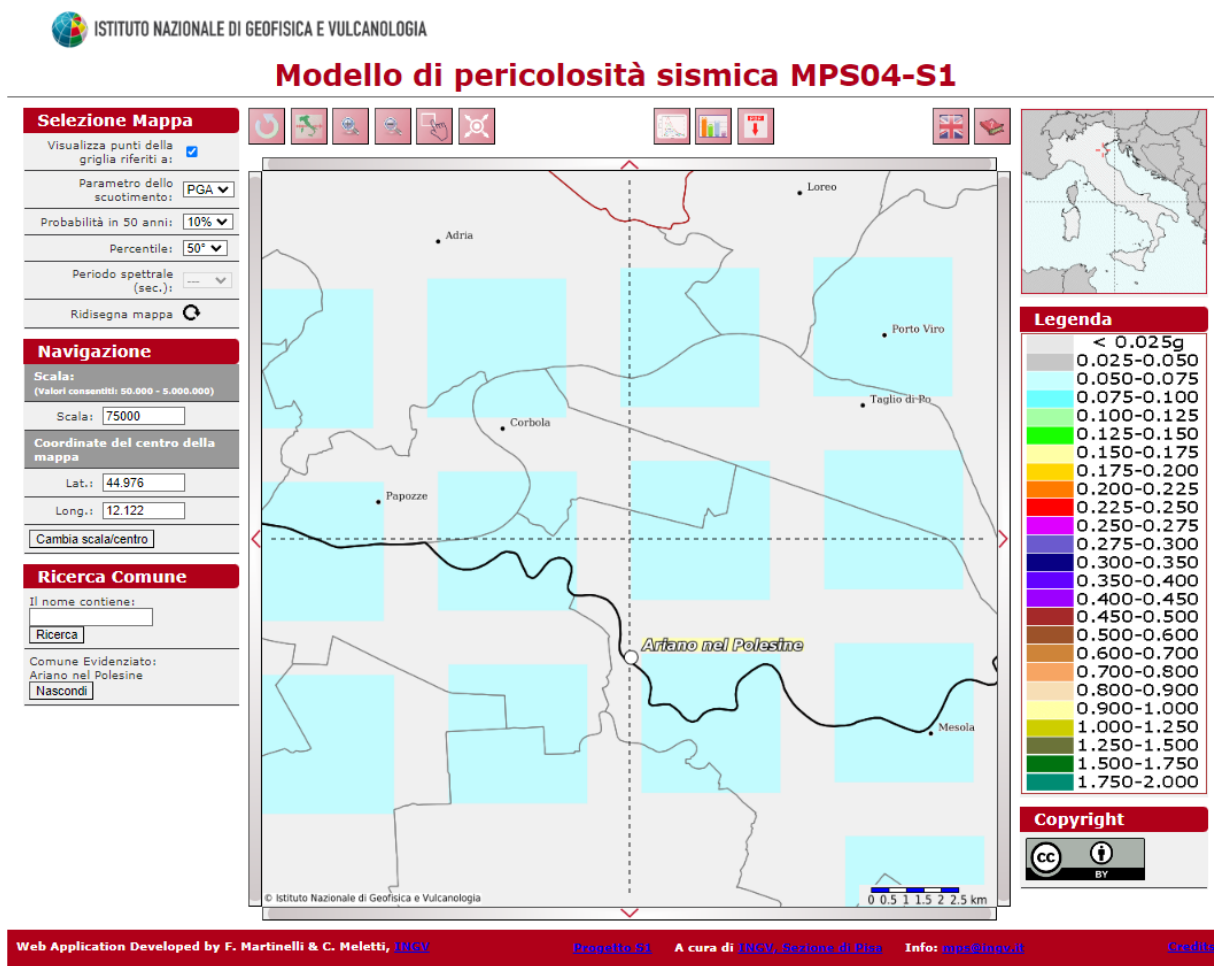 ISTITUTO NAZIONALE DI GEOFISICA E VULCANOLOGIA
Modello di pericolosità sismica MPS04-S1
Selezione Mappa
Visualizza punti della
griglia riferiti a:
Parametro dello
scuotimento: PGA
Probabilità in 50 anni: 10%
Percentile: 50°
Periodo spettrale
(sec.): ---
Ridisegna mappa
Navigazione
Scala:
(Valori consentiti: 50.000 - 5.000.000)
Scala: 75000
Coordinate del centro della
mappa
Lat.: 44.976
Long.: 12.122
Cambia scala/centro
Ricerca Comune
Il nome contiene:
Ricerca
Comune Evidenziato:
Ariano nel Polesine
Nascondi
PDF
Loreo
Adria
Porto Viro
Taglio di Po
Corbola
Papozze
Ariano nel Polesine
Mesola
© Istituto Nazionale di Geofisica e Vulcanologia
0 0.5 1 1.5 2 2.5 km
Legenda
< 0.025g
0.025-0.050
0.050-0.075
0.075-0.100
0.100-0.125
0.125-0.150
0.150-0.175
0.175-0.200
0.200-0.225
0.225-0.250
0.250-0.275
0.275-0.300
0.300-0.350
0.350-0.400
0.400-0.450
0.450-0.500
0.500-0.600
0.600-0.700
0.700-0.800
0.800-0.900
0.900-1.000
1.000-1.250
1.250-1.500
1.500-1.750
1.750-2.000
Copyright
cc BY
Web Application Developed by F. Martinelli & C. Meletti, INGV Progetto S1 A cura di INGV, Sezione di Pisa Info: mps@ingv.it Credits